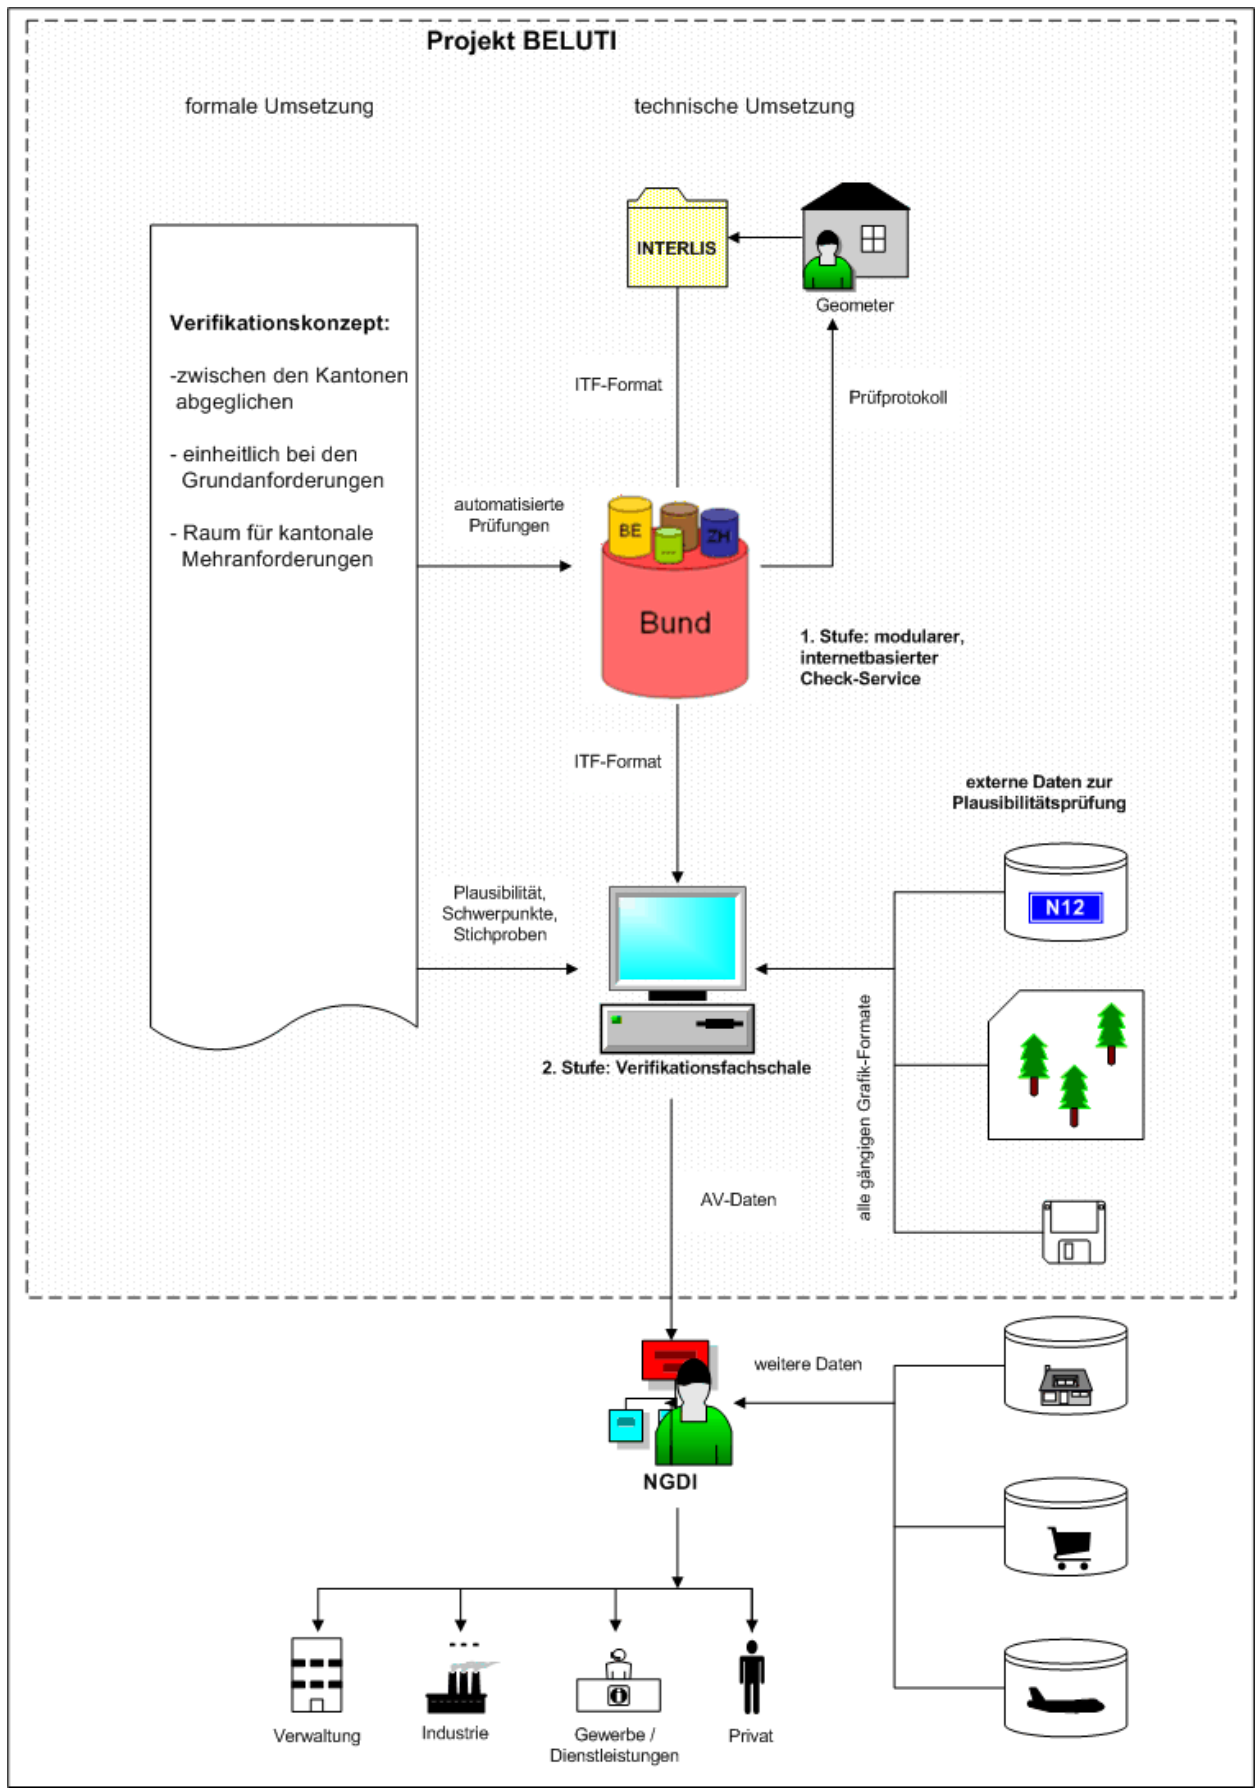 Projekt BELUTI
formale Umsetzung
technische Umsetzung
INTERLIS
Geometer
Verifikationskonzept:
-zwischen den Kantonen
abgeglichen
- einheitlich bei den
Grundanforderungen
- Raum für kantonale
Mehranforderungen
ITF-Format
Prüfprotokoll
automatisierte
Prüfungen
BE
...
ZH
Bund
1. Stufe: modularer,
internetbasierter
Check-Service
ITF-Format
externe Daten zur
Plausibilitätsprüfung
N12
Plausibilität,
Schwerpunkte,
Stichproben
2. Stufe: Verifikationsfachschale
alle gängigen Grafik-Formate
AV-Daten
weitere Daten
NGDI
Verwaltung
Industrie
Gewerbe /
Dienstleistungen
Privat